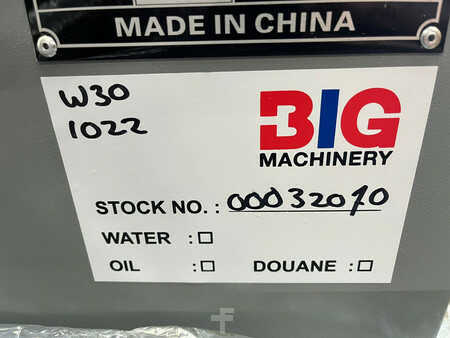 MADE IN CHINA
W30
1022
BIG
MACHINERY
STOCK NO. : 00032070
WATER :☐
OIL :☐ DOUANE :☐